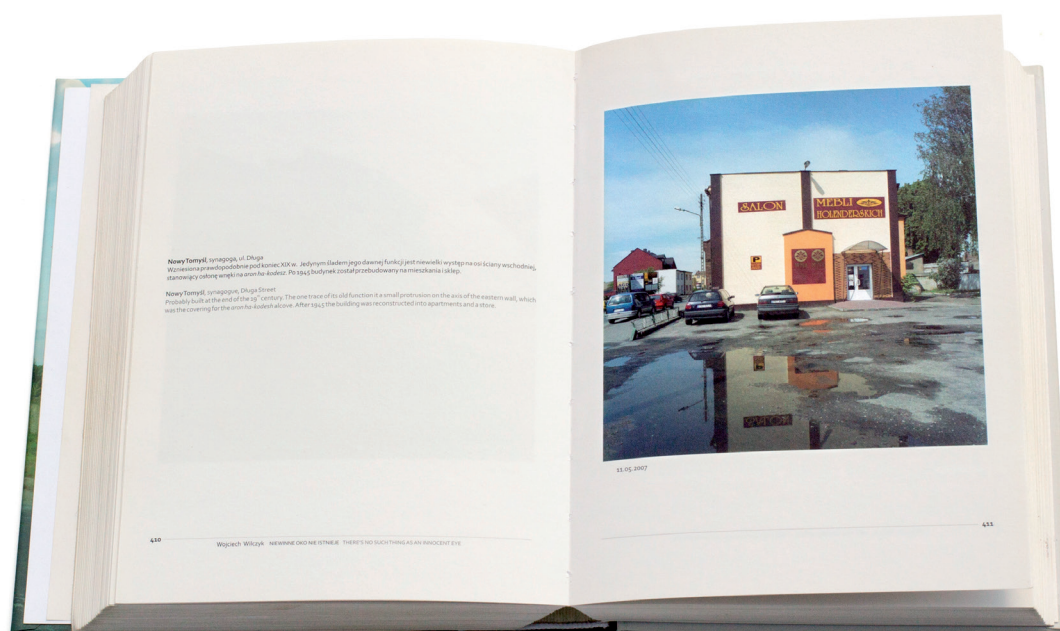 Nowy Tomyśl, synagoga, ul. Długa
Wzniesiona prawdopodobnie pod koniec XIX w. Jedynym śladem jego dawnej funkcji jest niewielki występ na osi ściany wschodniej,
stanowiący osłonę wnęki na aron ha-kodesz. Po 1945 budynek został przebudowany na mieszkania i sklep.
Nowy Tomyśl, synagogue, Długa Street
Probably built at the end of the 19th century. The one trace of its old function it a small protrusion on the axis of the eastern wall, which
was the covering for the aron ha-kodesh alcove. After 1945 the building was reconstructed into apartments and a store.
410
Wojciech Wilczyk NIEWINNE OKO NIE ISTNIEJE THERE'S NO SUCH THING AS AN INNOCENT EYE
SALON
MEBLI
HOLENDERSKICH
P
11.05.2007
411